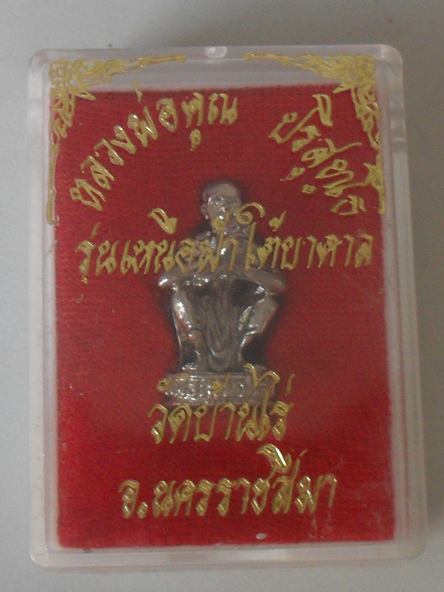 หลวงพ่อคูณ ปริสุทโธ
รุ่นเหนือฟ้าใต้บาดาล
วัดบ้านไร่
จ.นครราชสีมา